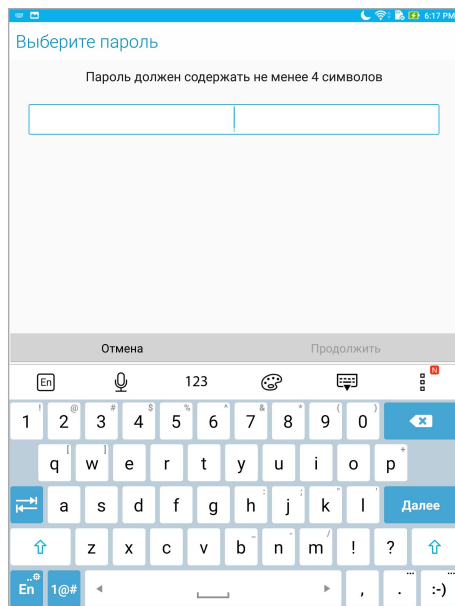 6:17 PM
Выберите пароль
Пароль должен содержать не менее 4 символов
Отмена Продолжить
En 123 N
! @ # $ % ^ & * ( )
1 2 3 4 5 6 7 8 9 0
[ ] +
q w e r t y u i o p
: ; " '
a s d f g h j k l Далее
_ - /
z x c v b n m ! ?
En 1@# , . :-)